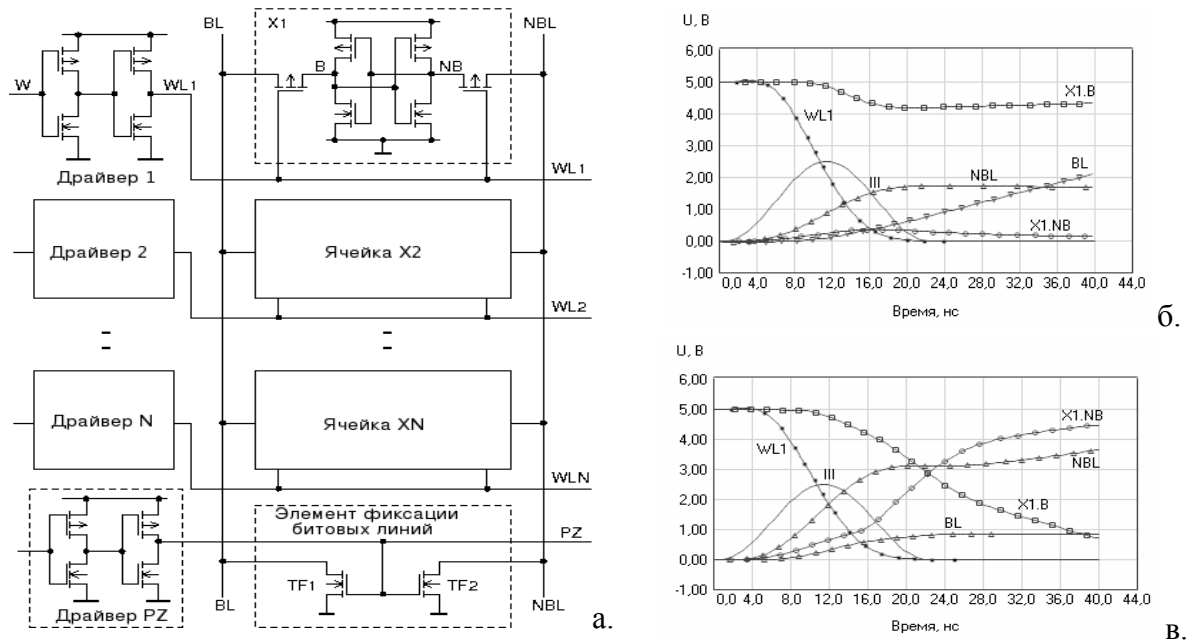 BL
X1
NBL
W
WL1
B
NB
Драйвер 1
WL1
Драйвер 2
Ячейка X2
WL2
Драйвер N
Ячейка XN
WLN
Элемент фиксации
битовых линий
PZ
TF1
TF2
Драйвер PZ
BL
NBL
а.
U, В
6,00
5,00
4,00
3,00
2,00
1,00
0,00
-1,00
X1.B
WL1
III
NBL
BL
X1.NB
0,0 4,0 8,0 12,0 16,0 20,0 24,0 28,0 32,0 36,0 40,0 44,0
Время, нс
б.
U, В
6,00
5,00
4,00
3,00
2,00
1,00
0,00
-1,00
WL1
III
X1.NB
NBL
X1.B
BL
0,0 4,0 8,0 12,0 16,0 20,0 24,0 28,0 32,0 36,0 40,0 44,0
Время, нс
в.